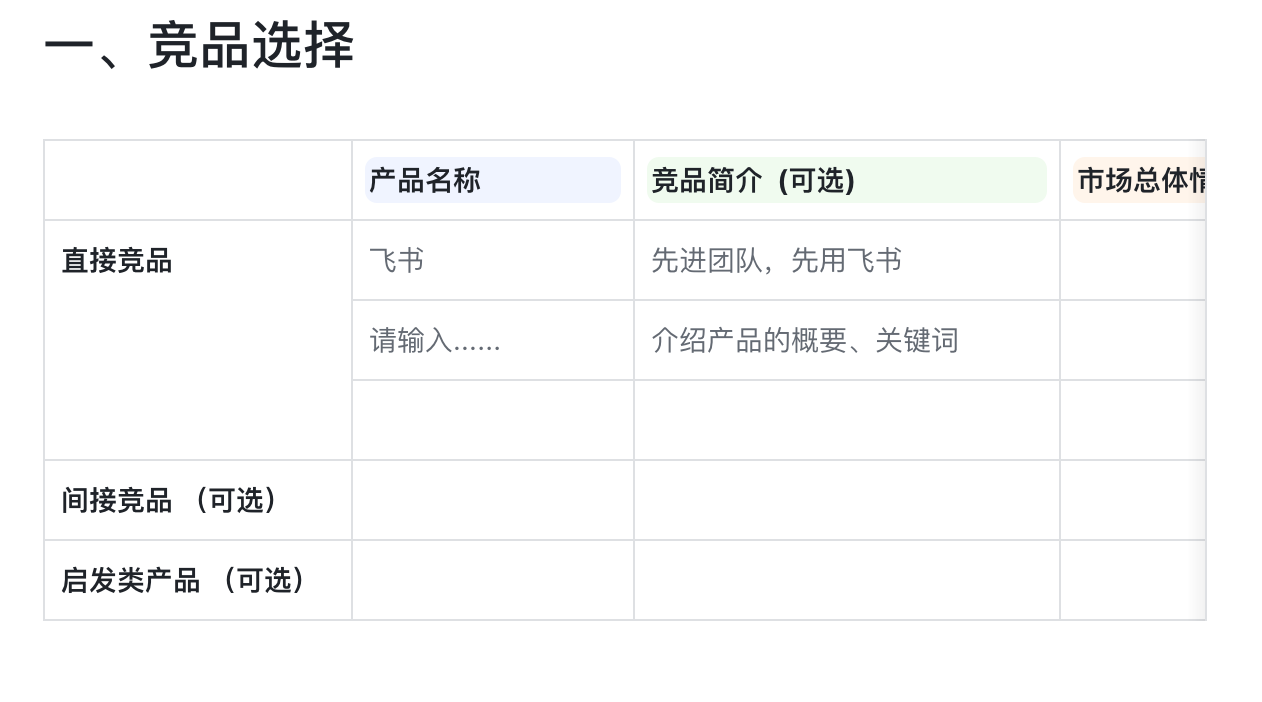 一、竞品选择
产品名称
竞品简介 (可选)
市场总体
直接竞品
飞书
先进团队，先用飞书
请输入......
介绍产品的概要、关键词
间接竞品 （可选）
启发类产品 （可选）